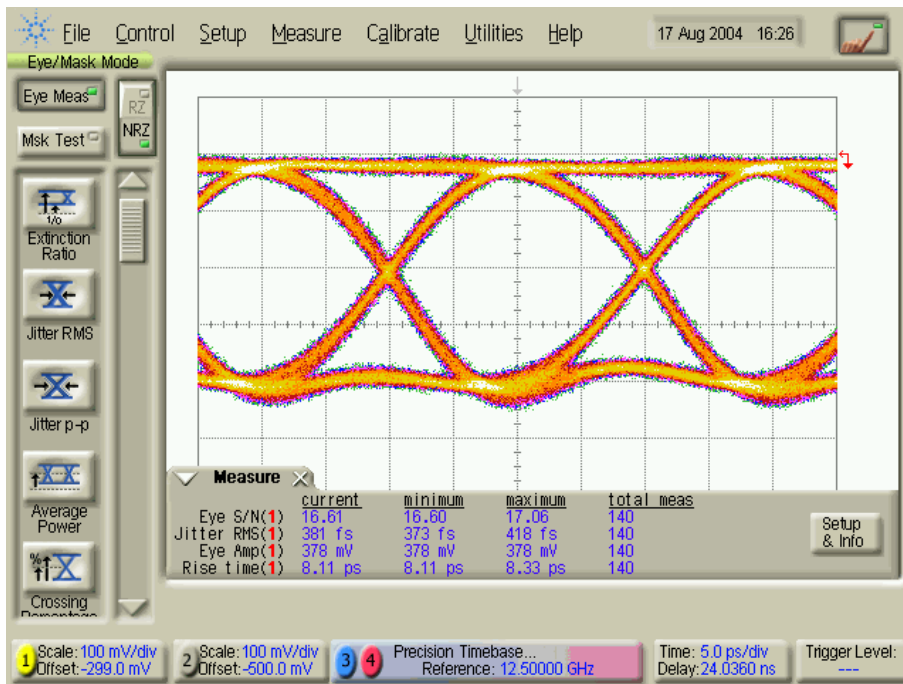 File Control Setup Measure Calibrate Utilities Help 17 Aug 2004 16:26
Eye/Mask Mode
Eye Meas
RZ
NRZ
Msk Test
1/0
Extinction
Ratio
Jitter RMS
Jitter p-p
Average
Power
%
Crossing
Percentage
Measure
current minimum maximum total meas
Eye S/N(1) 16.61 16.60 17.06 140
Jitter RMS(1) 381 fs 373 fs 418 fs 140
Eye Amp(1) 378 mV 378 mV 378 mV 140
Rise time(1) 8.11 ps 8.11 ps 8.33 ps 140
Setup
& Info
1 Scale: 100 mV/div
Offset:-299.0 mV
2 Scale: 100 mV/div
Offset:-500.0 mV
3 4 Precision Timebase...
Reference: 12.50000 GHz
Time: 5.0 ps/div
Delay:24.0360 ns
Trigger Level:
---